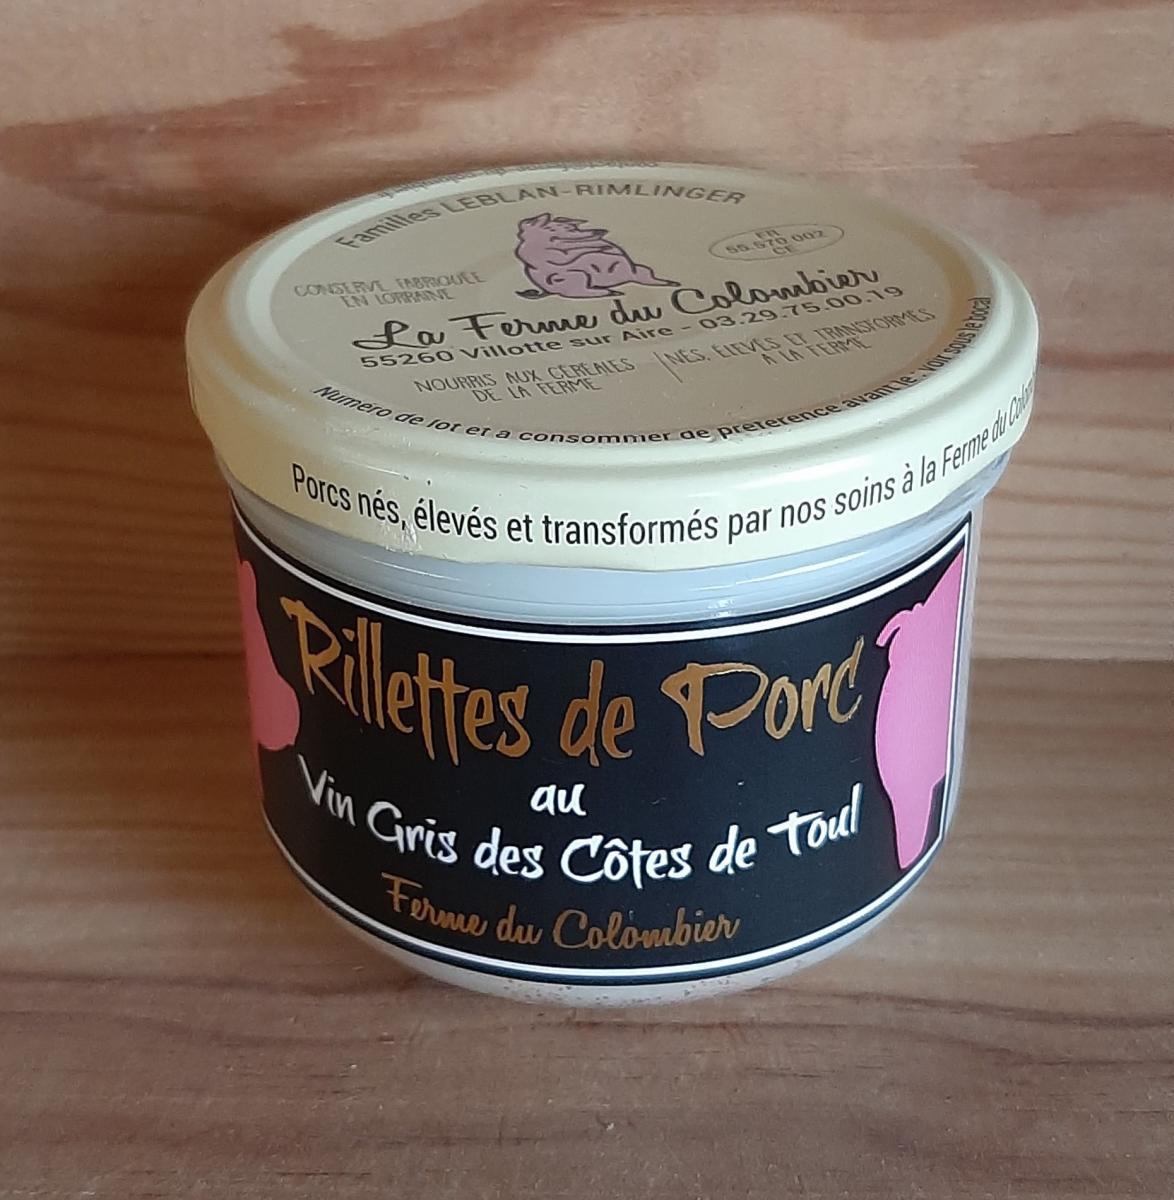 Familles LEBLAN-RIMLINGER
FR
55.570 002
CE
CONSERVE FABRIQUÉE
EN LORRAINE
La Ferme du Colombier
55260 Villotte sur Aire - 03.29.75.00.19
NOURRIS AUX CÉRÉALES
DE LA FERME
NÉS, ÉLEVÉS ET TRANSFORMÉS
À LA FERME
Numéro de lot et à consommer de préférence avant le : voir sous le bocal
Porcs nés, élevés et transformés par nos soins à la Ferme du
Rillettes de Porc
au
Vin Gris des Côtes de Toul
Ferme du Colombier